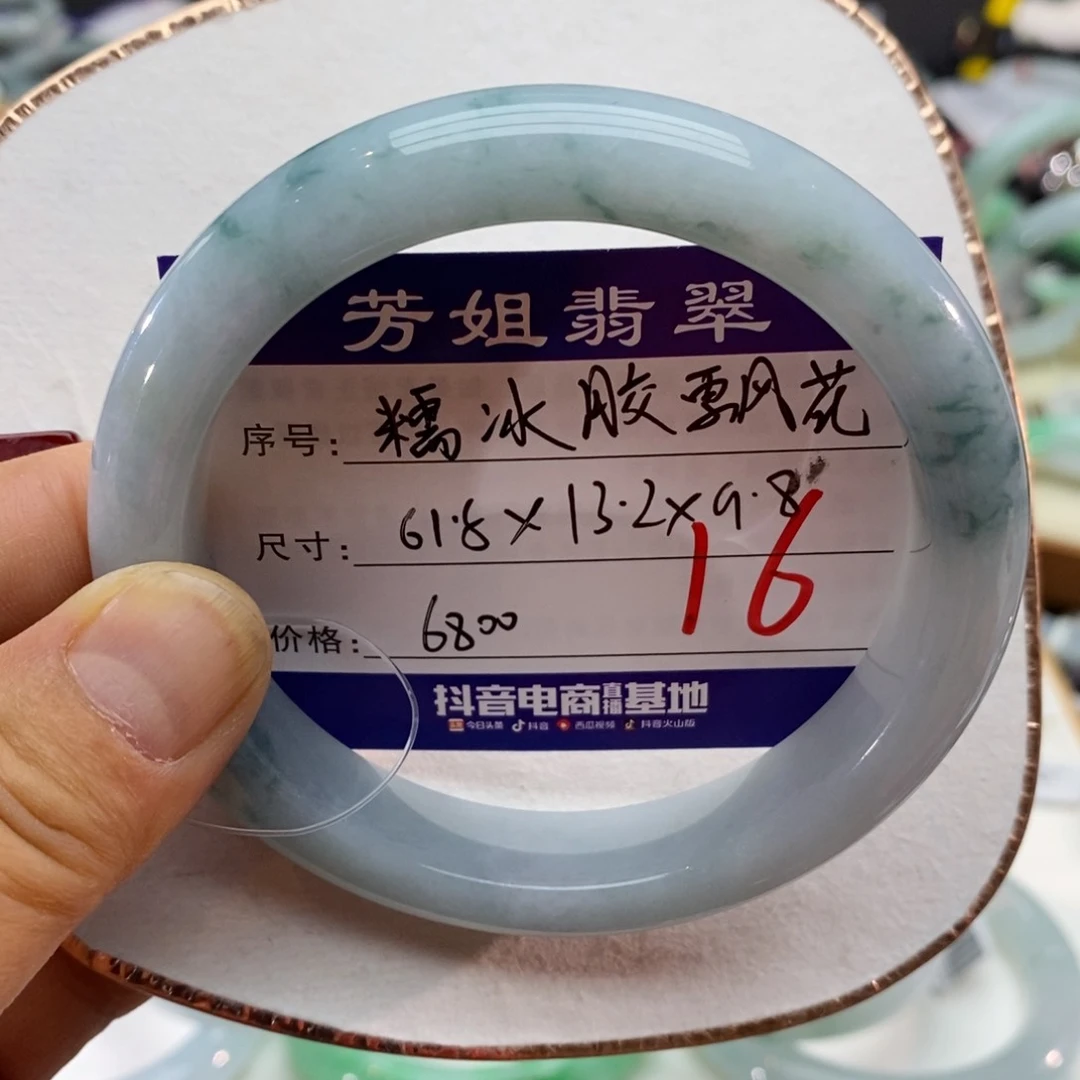 芳姐翡翠
序号: 糯冰胶飘花
尺寸: 61.8×13.2×9.8
16
价格: 6800
抖音电商直播基地
今日头条 抖音 西瓜视频 抖音火山版